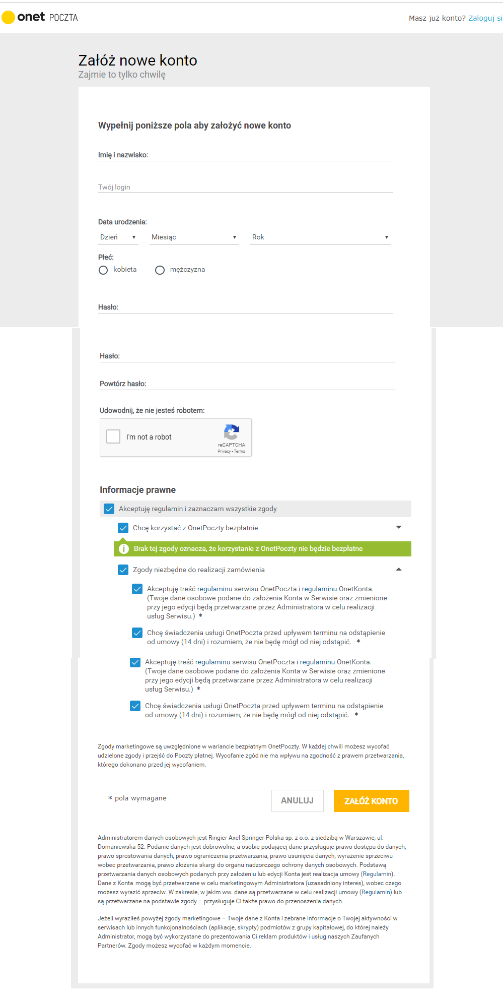 onet POCZTA
Masz już konto? Zaloguj si
Załóż nowe konto
Zajmie to tylko chwilę
Wypełnij poniższe pola aby założyć nowe konto
Imię i nazwisko:
Twój login
Data urodzenia:
Dzień Miesiąc Rok
Płeć:
kobieta mężczyzna
Hasło:
Hasło:
Powtórz hasło:
Udowodnij, że nie jesteś robotem:
I'm not a robot
reCAPTCHA
Privacy - Terms
Informacje prawne
Akceptuję regulamin i zaznaczam wszystkie zgody
Chcę korzystać z OnetPoczty bezpłatnie
Brak tej zgody oznacza, że korzystanie z OnetPoczty nie będzie bezpłatne
Zgody niezbędne do realizacji zamówienia
Akceptuję treść regulaminu serwisu OnetPoczta i regulaminu OnetKonta.
(Twoje dane osobowe podane do założenia Konta w Serwisie oraz zmienione
przy jego edycji będą przetwarzane przez Administratora w celu realizacji
usług Serwisu.) *
Chcę świadczenia usługi OnetPoczta przed upływem terminu na odstąpienie
od umowy (14 dni) i rozumiem, że nie będę mógł od niej odstąpić. *
Akceptuję treść regulaminu serwisu OnetPoczta i regulaminu OnetKonta.
(Twoje dane osobowe podane do założenia Konta w Serwisie oraz zmienione
przy jego edycji będą przetwarzane przez Administratora w celu realizacji
usług Serwisu.) *
Chcę świadczenia usługi OnetPoczta przed upływem terminu na odstąpienie
od umowy (14 dni) i rozumiem, że nie będę mógł od niej odstąpić. *
Zgody marketingowe są uwzględnione w wariancie bezpłatnym OnetPoczty. W każdej chwili możesz wycofać
udzielone zgody i przejść do Poczty płatnej. Wycofanie zgód nie ma wpływu na zgodność z prawem przetwarzania,
którego dokonano przed jej wycofaniem.
* pola wymagane
ANULUJ
ZAŁÓŻ KONTO
Administratorem danych osobowych jest Ringier Axel Springer Polska sp. z o.o. z siedzibą w Warszawie, ul.
Domaniewska 52. Podanie danych jest dobrowolne, a osobie podającej dane przysługuje prawo dostępu do danych,
prawo sprostowania danych, prawo ograniczenia przetwarzania, prawo usunięcia danych, wyrażenie sprzeciwu
wobec przetwarzania, prawo złożenia skargi do organu nadzorczego ochrony danych osobowych. Podstawą
przetwarzania danych osobowych podanych przy założeniu lub edycji Konta jest realizacja umowy (Regulamin).
Dane z Konta mogą być przetwarzane w celu marketingowym Administratora (uzasadniony interes), wobec czego
możesz wyrazić sprzeciw. W zakresie, w jakim ww. dane są przetwarzane w celu realizacji umowy (Regulamin) lub
są przetwarzane na podstawie zgody – przysługuje Ci także prawo do przenoszenia danych.
Jeżeli wyraziłeś powyżej zgody marketingowe – Twoje dane z Konta i zebrane informacje o Twojej aktywności w
serwisach lub innych funkcjonalnościach (aplikacje, skrypty) podmiotów z grupy kapitałowej, do której należy
Administrator, mogą być wykorzystane do prezentowania Ci reklam produktów i usług naszych Zaufanych
Partnerów. Zgody możesz wycofać w każdym momencie.